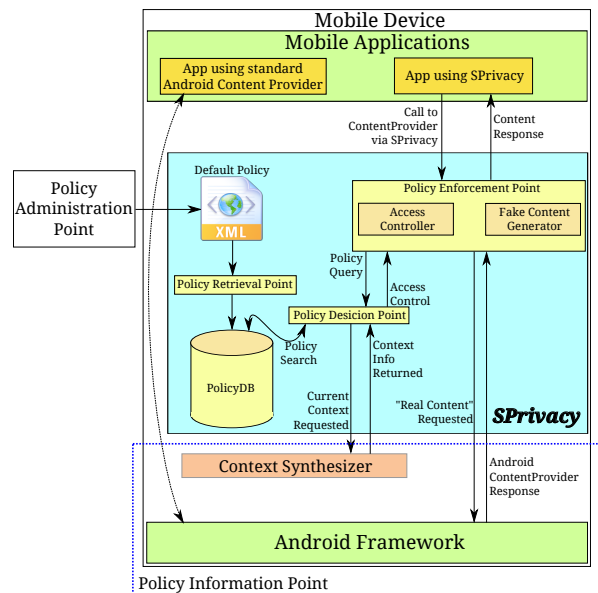 Mobile Device
Mobile Applications
App using standard
Android Content Provider
App using SPrivacy
Call to
ContentProvider
via SPrivacy
Content
Response
Policy
Administration
Point
Default Policy
XML
Policy Enforcement Point
Access
Controller
Fake Content
Generator
Policy
Query
Access
Control
Policy Retrieval Point
Policy Desicion Point
Policy
Search
Context
Info
Returned
PolicyDB
Current
Context
Requested
"Real Content"
Requested
SPrivacy
Context Synthesizer
Android
ContentProvider
Response
Android Framework
Policy Information Point